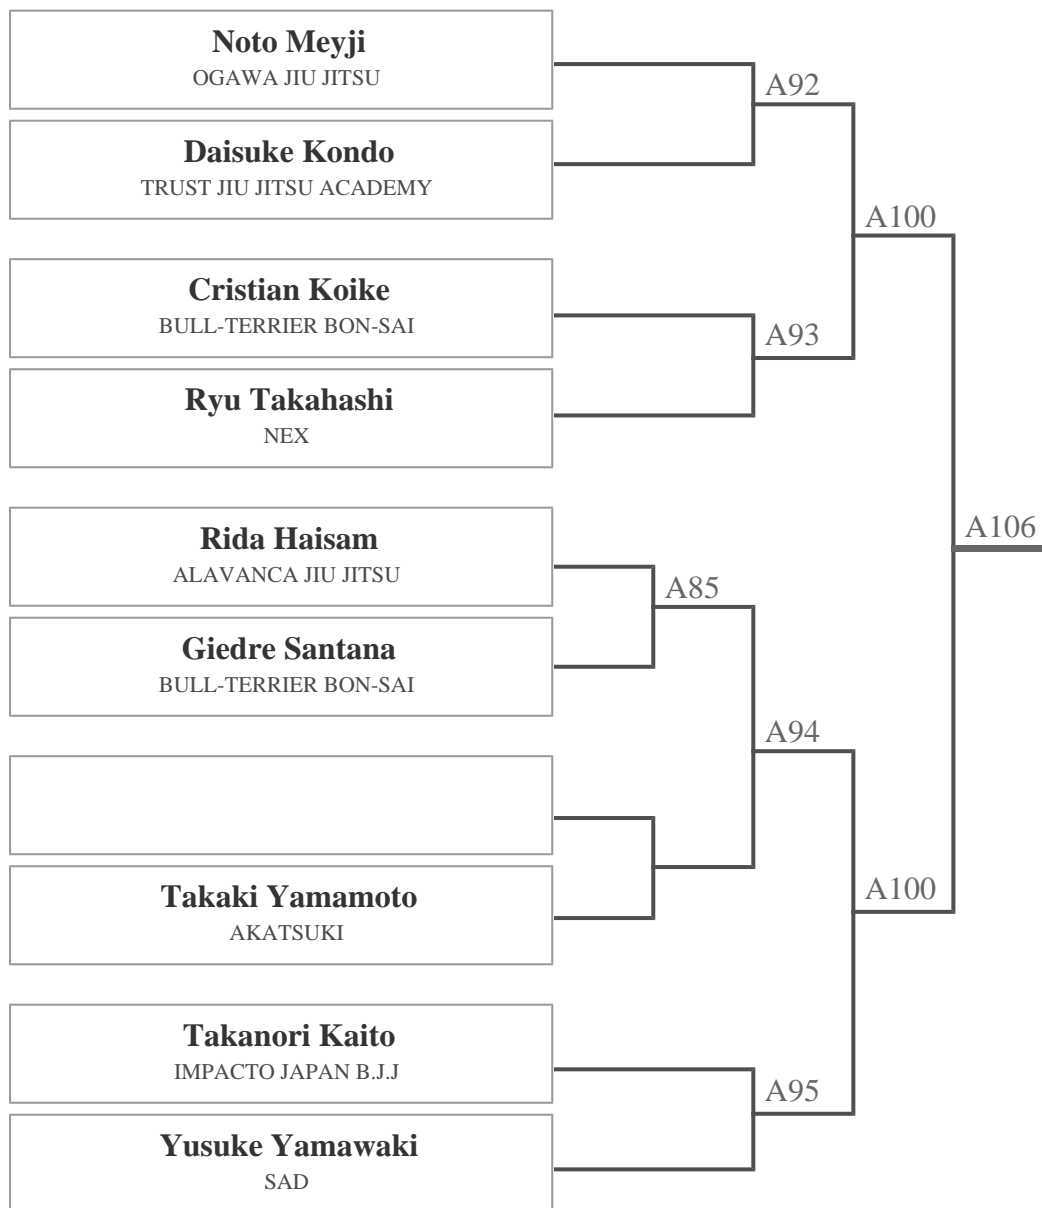 Noto Meyji
OGAWA JIU JITSU
A92
Daisuke Kondo
TRUST JIU JITSU ACADEMY
A100
Cristian Koike
BULL-TERRIER BON-SAI
A93
Ryu Takahashi
NEX
Rida Haisam
ALAVANCA JIU JITSU
A106
A85
Giedre Santana
BULL-TERRIER BON-SAI
A94
Takaki Yamamoto
AKATSUKI
A100
Takanori Kaito
IMPACTO JAPAN B.J.J
A95
Yusuke Yamawaki
SAD